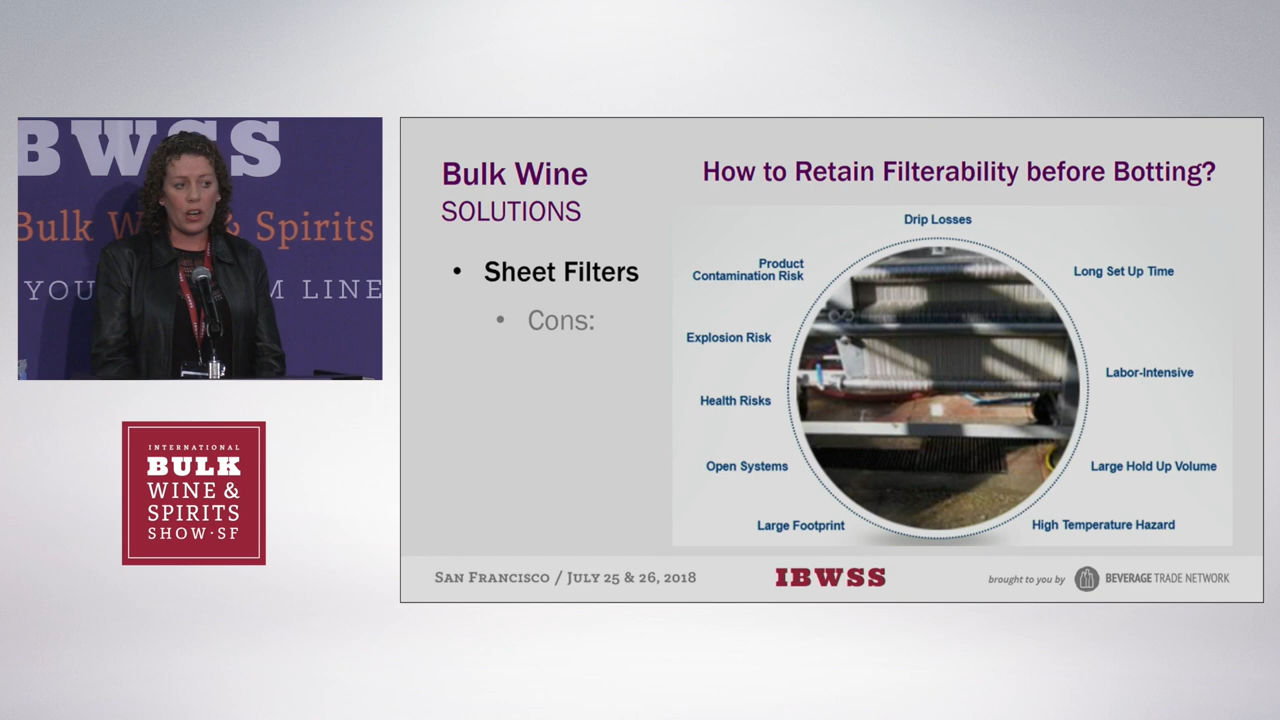 BWSS
Bulk W & Spirits
YOU M LINE
INTERNATIONAL
BULK
WINE &
SPIRITS
SHOW·SF
Bulk Wine
SOLUTIONS
• Sheet Filters
• Cons:
How to Retain Filterability before Botting?
Drip Losses
Product
Contamination Risk
Long Set Up Time
Explosion Risk
Labor-Intensive
Health Risks
Open Systems
Large Hold Up Volume
Large Footprint
High Temperature Hazard
SAN FRANCISCO / JULY 25 & 26, 2018
IBWSS
brought to you by
BEVERAGE TRADE NETWORK